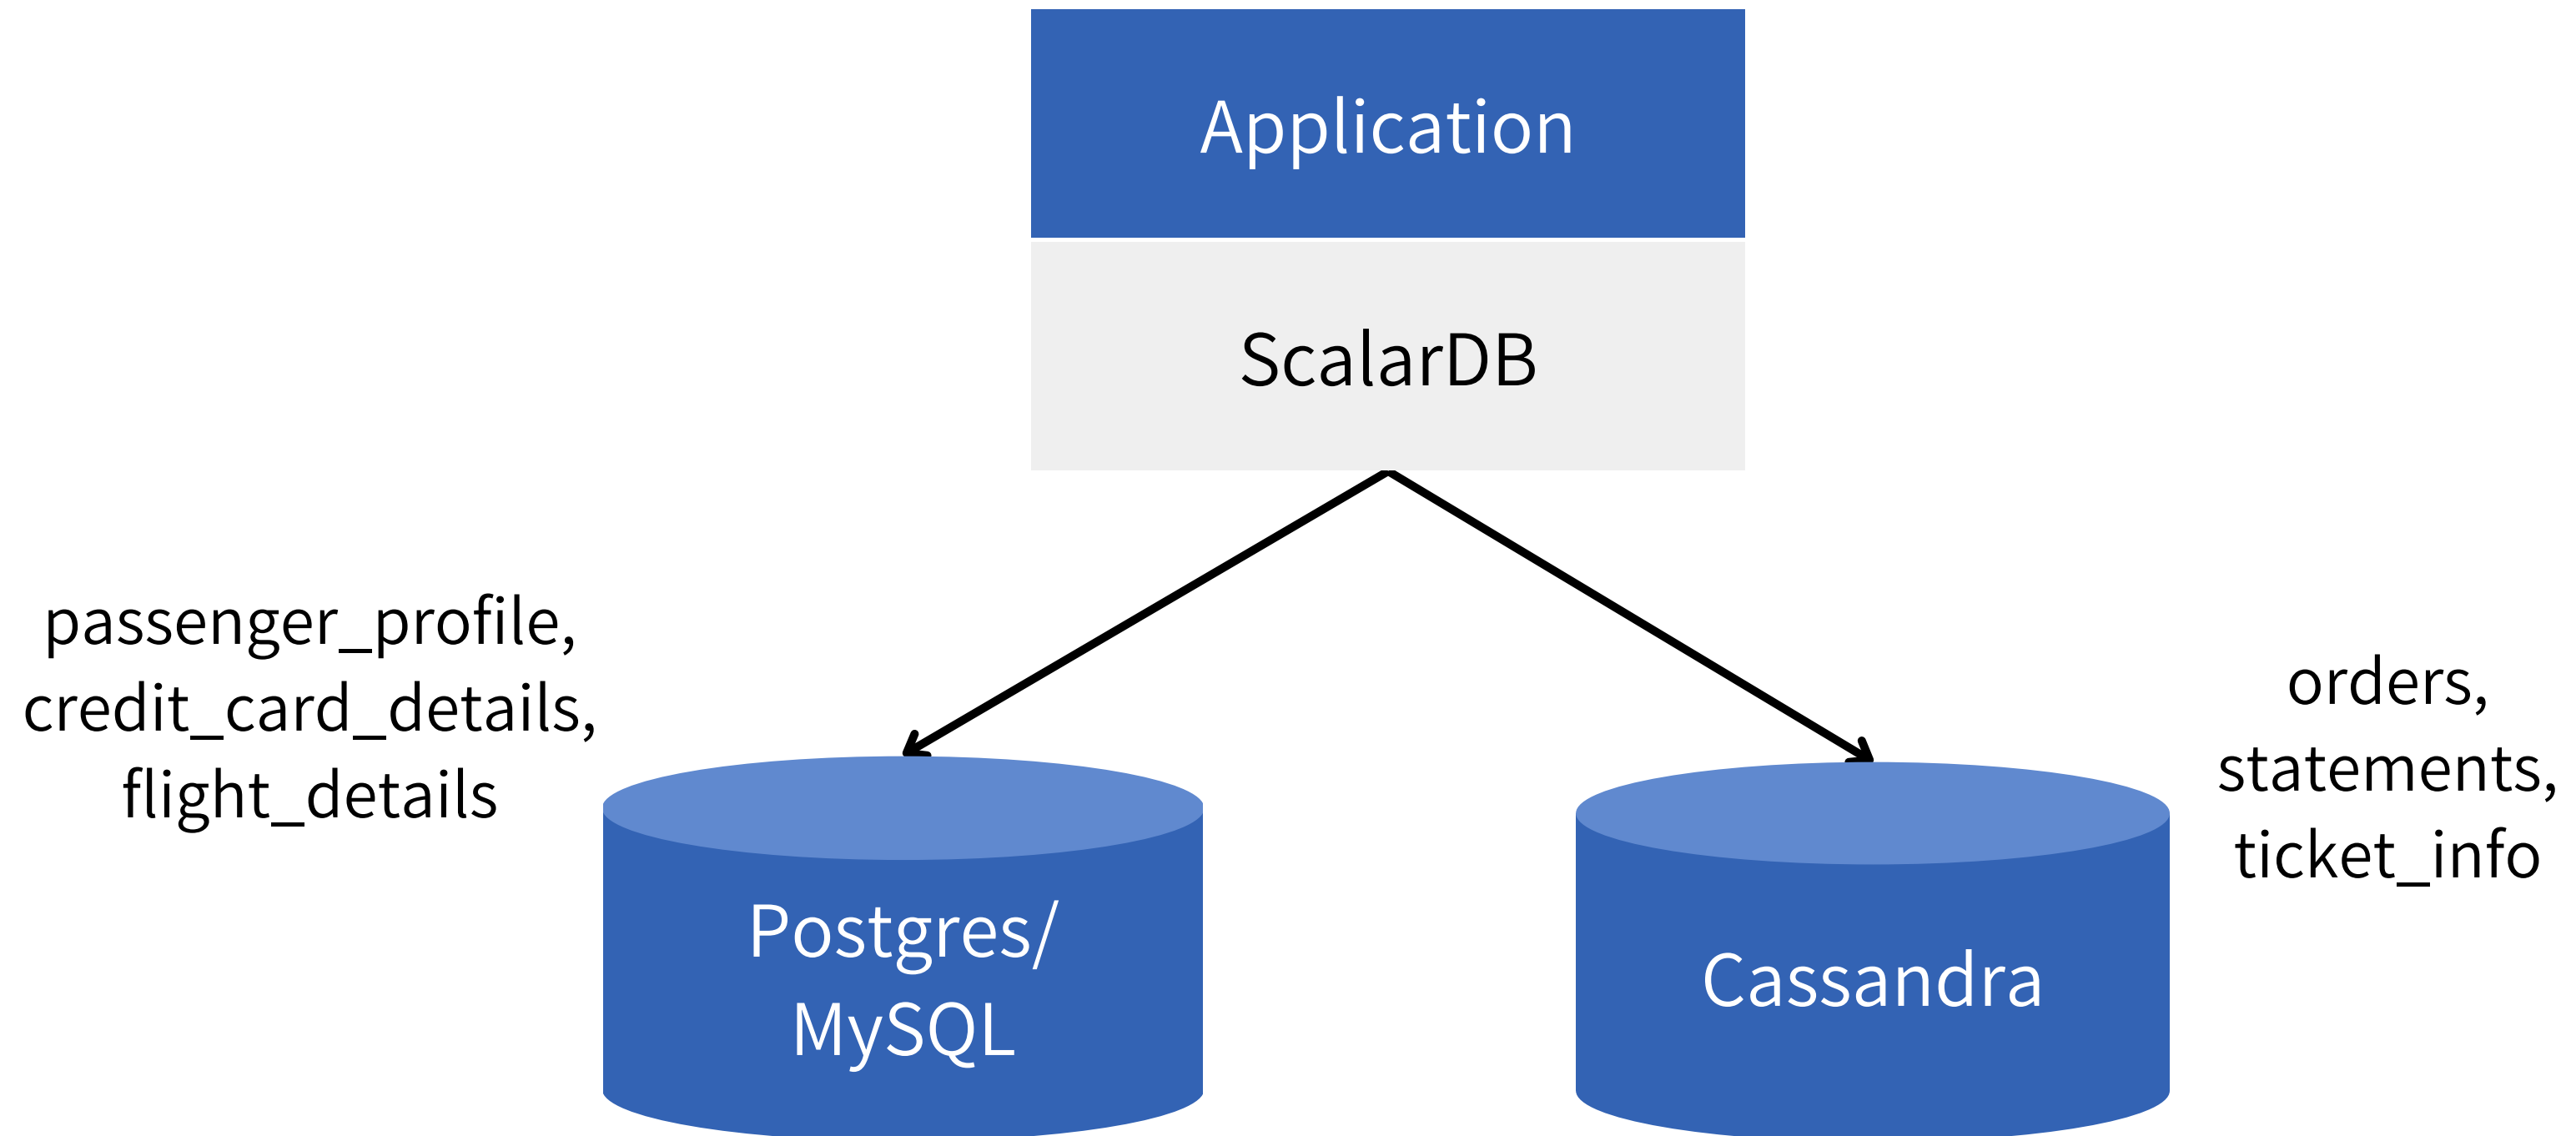 Application
ScalarDB
passenger_profile,
credit_card_details,
flight_details
orders,
statements,
ticket_info
Postgres/
MySQL
Cassandra